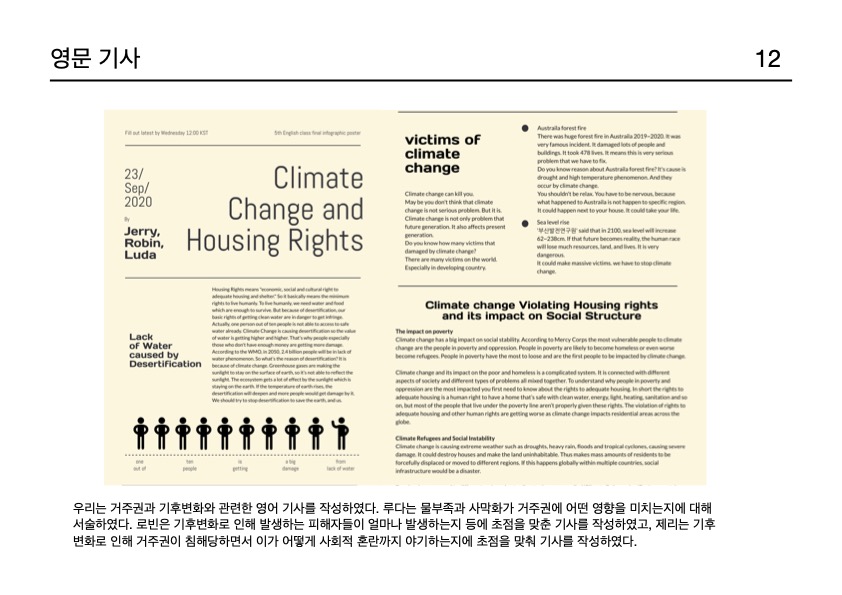 영문 기사
12
Fill out latest by Wednesday 12:00 KST
5th English class final infographic poster
23/
Sep/
2020
By
Jerry,
Robin,
Luda
Climate
Change and
Housing Rights
Lack
of Water
caused by
Desertification
Housing Rights means "economic, social and cultural right to
adequate housing and shelter." So it basically means the minimum
rights to live humanly. To live humanly, we need water and food
which are enough to survive. But because of desertification, our
basic rights of getting clean water are in danger to get infringe.
Actually, one person out of ten people is not able to access to safe
water already. Climate Change is causing desertification so the value
of water is getting higher and higher. That's why people especially
those who don't have enough money are getting more damage.
According to the WMO, in 2050, 2.4 billion people will be in lack of
water phenomenon. So what's the reason of desertification? It is
because of climate change. Greenhouse gases are making the
sunlight to stay on the surface of earth, so it's not able to reflect the
sunlight. The ecosystem gets a lot of effect by the sunlight which is
staying on the earth. If the temperature of earth rises, the
desertification will deepen and more people would get damage by it.
We should try to stop desertification to save the earth, and us.
one
out of
ten
people
is
getting
a big
damage
from
lack of water
victims of
climate
change
Climate change can kill you.
May be you don't think that climate
change is not serious problem. But it is.
Climate change is not only problem that
future generation. It also affects present
generation.
Do you know how many victims that
damaged by climate change?
There are many victims on the world.
Especially in developing country.
Australia forest fire
There was huge forest fire in Australia 2019~2020. It was
very famous incident. It damaged lots of people and
buildings. It took 478 lives. It means this is very serious
problem that we have to fix.
Do you know reason about Australia forest fire? It's cause is
drought and high temperature phenomenon. And they
occur by climate change.
You shouldn't be relax. You have to be nervous, because
what happened to Australia is not happen to specific region.
It could happen next to your house. It could take your life.
Sea level rise
'부산발전연구원' said that in 2100, sea level will increase
62~238cm. If that future becomes reality, the human race
will lose much resources, land, and lives. It is very
dangerous.
It could make massive victims, we have to stop climate
change.
Climate change Violating Housing rights
and its impact on Social Structure
The impact on poverty
Climate change has a big impact on social stability. According to Mercy Corps the most vulnerable people to climate
change are the people in poverty and oppression. People in poverty are likely to become homeless or even worse
become refugees. People in poverty have the most to loose and are the first people to be impacted by climate change.
Climate change and its impact on the poor and homeless is a complicated system. It is connected with different
aspects of society and different types of problems all mixed together. To understand why people in poverty and
oppression are the most impacted you first need to know about the rights to adequate housing. In short the rights to
adequate housing is a human right to have a home that's safe with clean water, energy, light, heating, sanitation and so
on, but most of the people that live under the poverty line aren't properly given these rights. The violation of rights to
adequate housing and other human rights are getting worse as climate change impacts residential areas across the
globe.
Climate Refugees and Social Instability
Climate change is causing extreme weather such as droughts, heavy rain, floods and tropical cyclones, causing severe
damage. It could destroy houses and make the land uninhabitable. Thus makes mass amounts of residents to be
forcefully displaced or moved to different regions. If this happens globally within multiple countries, social
infrastructure would be a disaster.
우리는 거주권과 기후변화와 관련한 영어 기사를 작성하였다. 루다는 물부족과 사막화가 거주권에 어떤 영향을 미치는지에 대해
서술하였다. 로빈은 기후변화로 인해 발생하는 피해자들이 얼마나 발생하는지 등에 초점을 맞춘 기사를 작성하였고, 제리는 기후
변화로 인해 거주권이 침해당하면서 이가 어떻게 사회적 혼란까지 야기하는지에 초점을 맞춰 기사를 작성하였다.